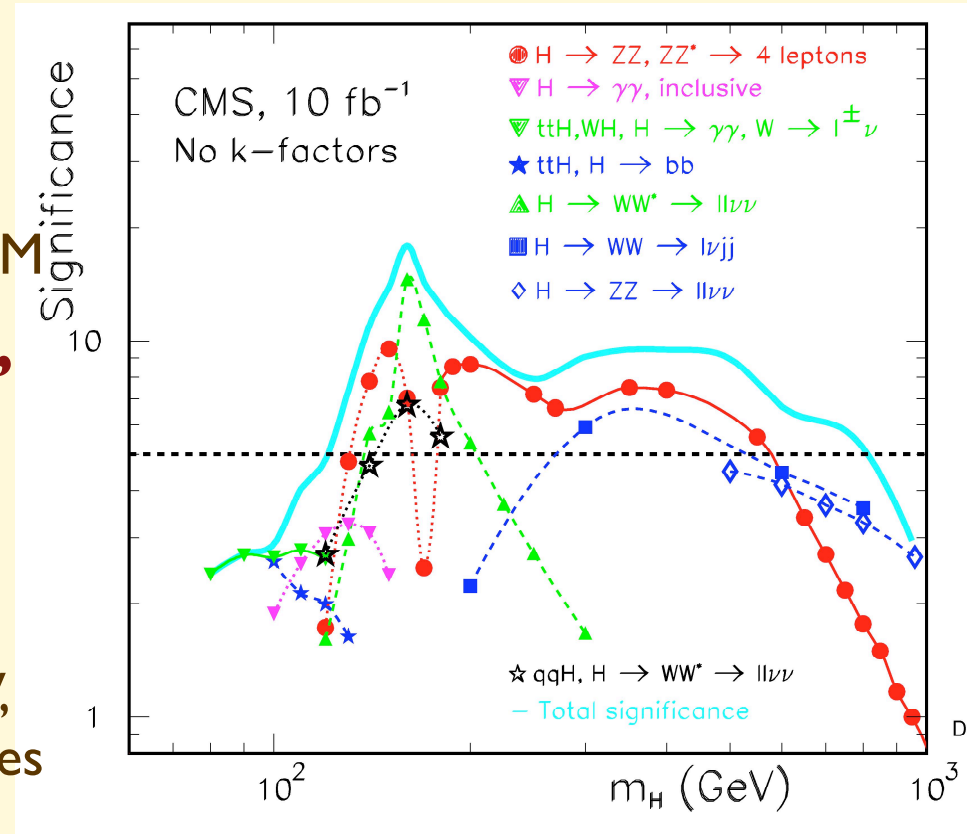 CMS, 10 fb⁻¹
No k-factors
H → ZZ, ZZ* → 4 leptons
H → γγ, inclusive
ttH,WH, H → γγ, W → l±ν
ttH, H → bb
H → WW* → llνν
H → WW → lνjj
H → ZZ → llνν
Significance
M
,
10
1
qqH, H → WW* → llνν
– Total significance
,
es
D
10²
m_H (GeV)
10³